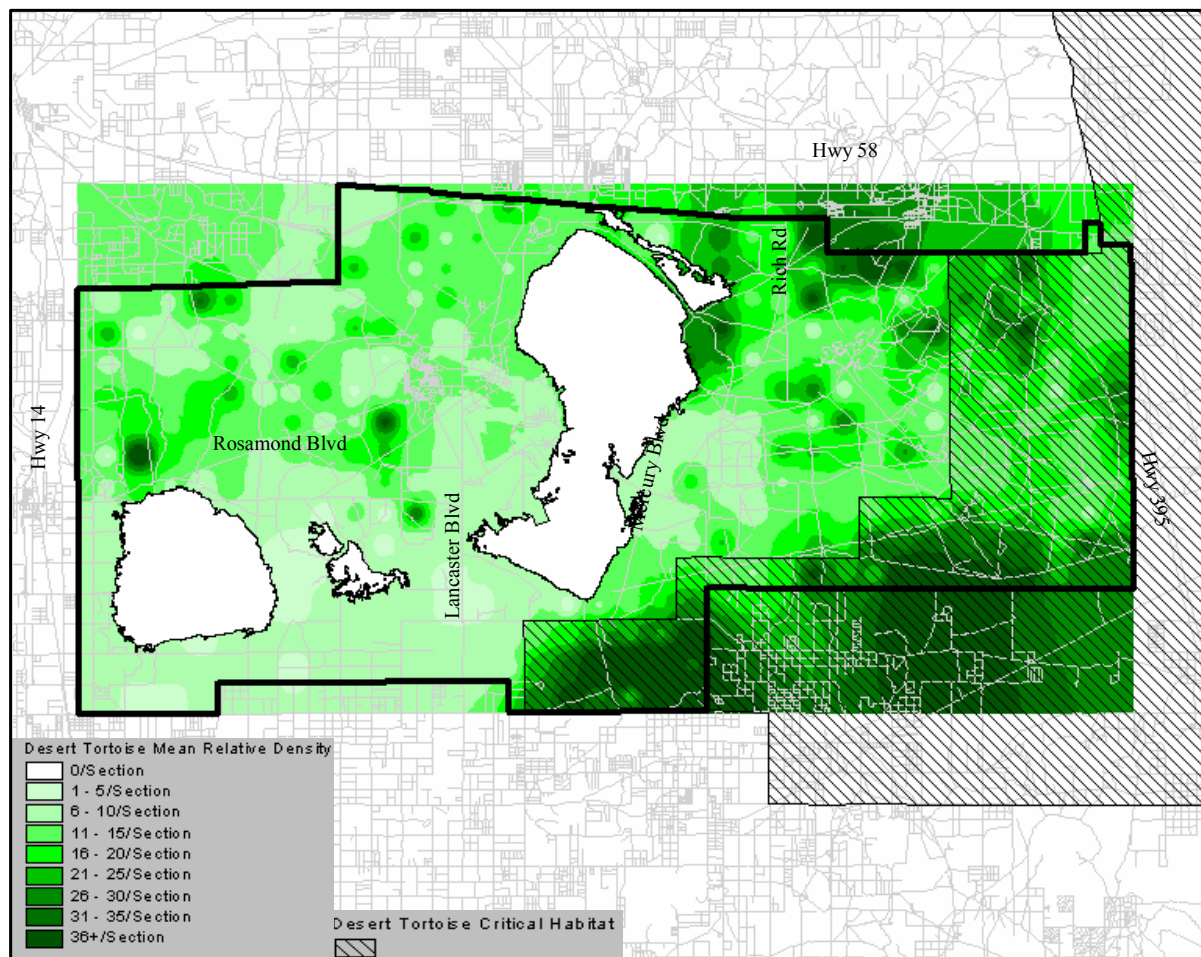 Hwy 58
Rich Rd
Hwy 14
Rosamond Blvd
Lancaster Blvd
Mercury Blvd
Hwy 395
Desert Tortoise Mean Relative Density
0/Section
1 - 5/Section
6 - 10/Section
11 - 15/Section
16 - 20/Section
21 - 25/Section
26 - 30/Section
31 - 35/Section
36+/Section
Desert Tortoise Critical Habitat